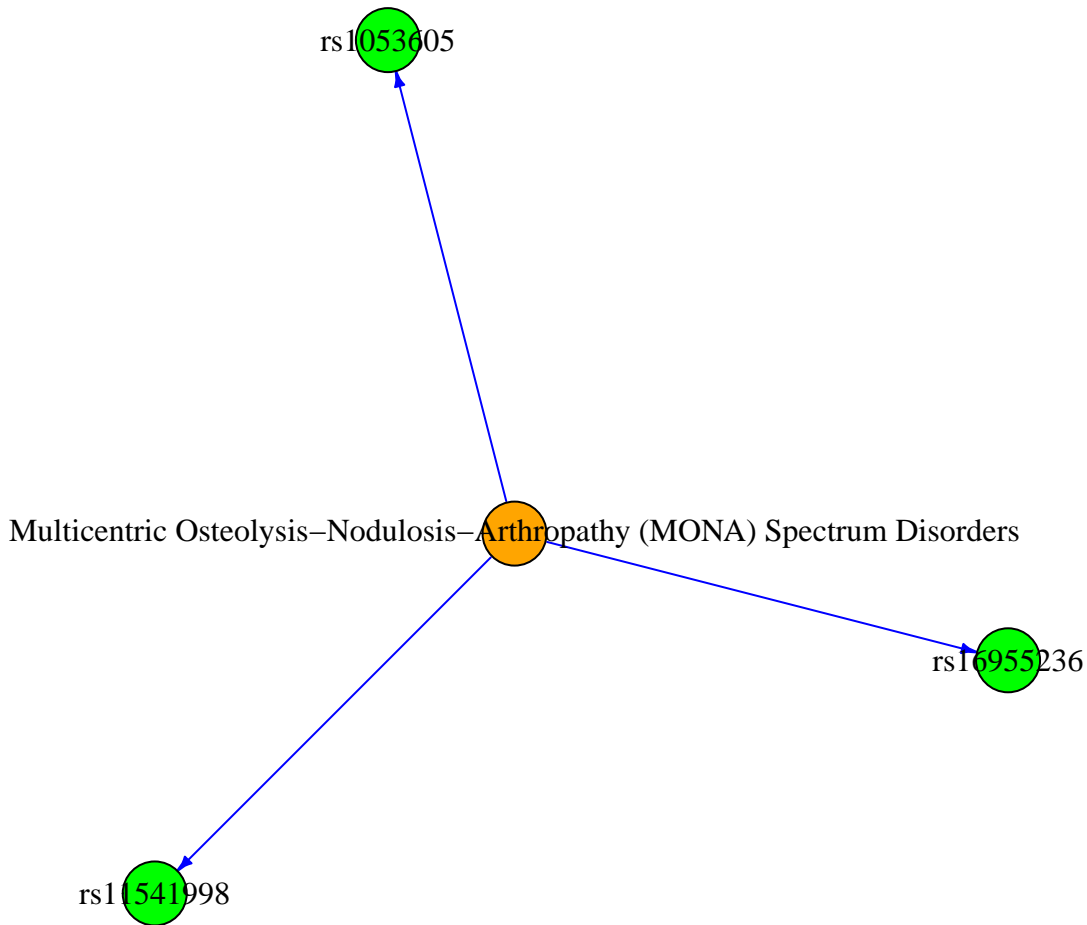 rs1053605
Multicentric Osteolysis−Nodulosis−Arthropathy (MONA) Spectrum Disorders
rs16955236
rs11541998